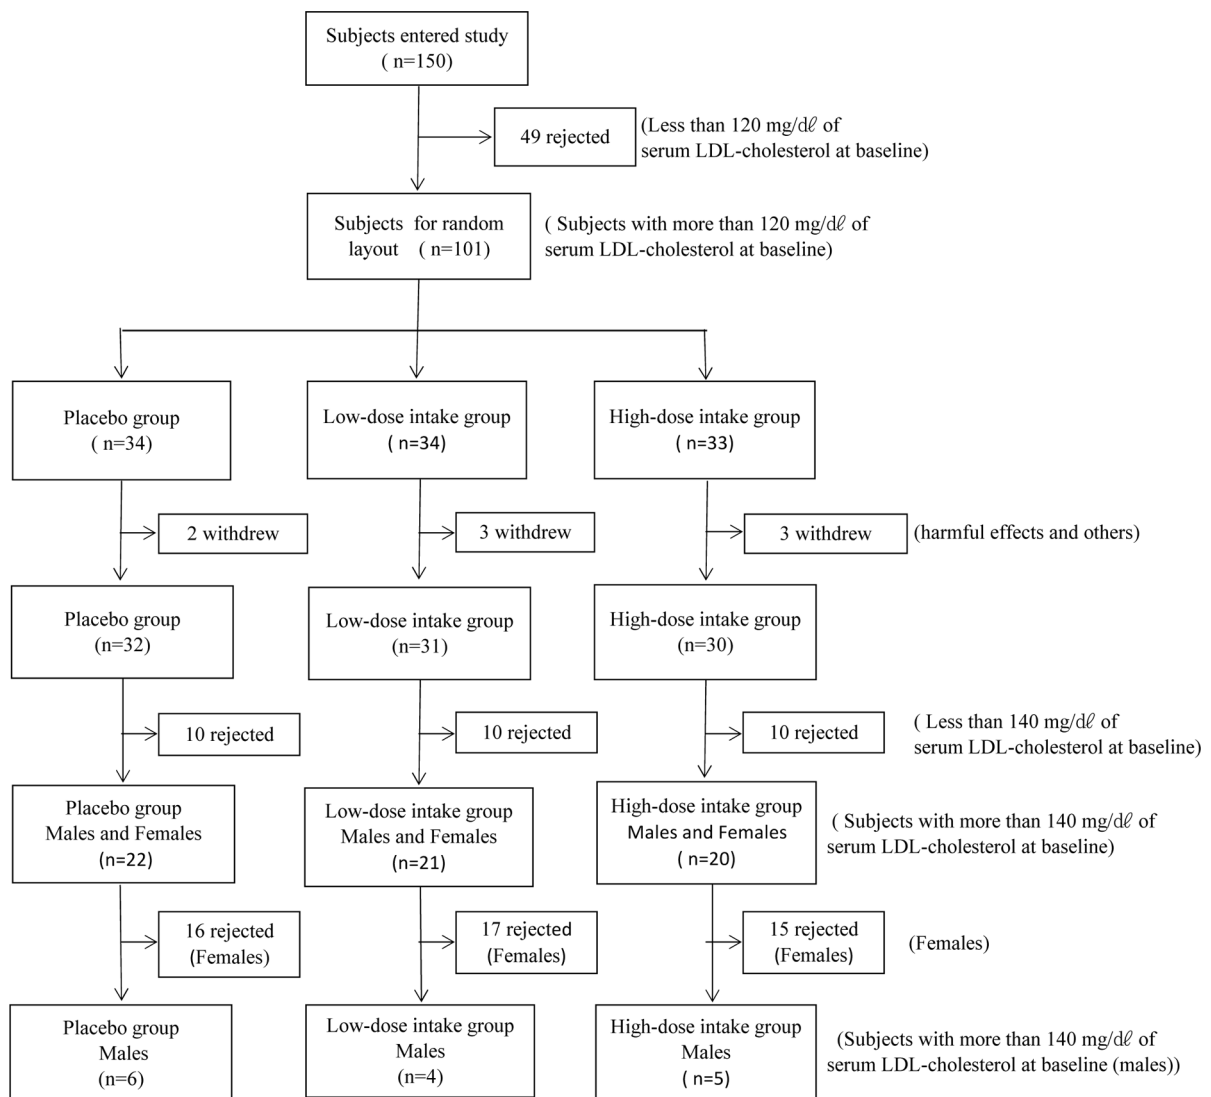 Subjects entered study
( n=150)
49 rejected
(Less than 120 mg/dℓ of
serum LDL-cholesterol at baseline)
Subjects for random
layout ( n=101)
( Subjects with more than 120 mg/dℓ of
serum LDL-cholesterol at baseline)
Placebo group
( n=34)
Low-dose intake group
( n=34)
High-dose intake group
( n=33)
2 withdrew
3 withdrew
3 withdrew
(harmful effects and others)
Placebo group
(n=32)
Low-dose intake group
(n=31)
High-dose intake group
(n=30)
10 rejected
10 rejected
10 rejected
( Less than 140 mg/dℓ of
serum LDL-cholesterol at baseline)
Placebo group
Males and Females
(n=22)
Low-dose intake group
Males and Females
(n=21)
High-dose intake group
Males and Females
( n=20)
( Subjects with more than 140 mg/dℓ of
serum LDL-cholesterol at baseline)
16 rejected
(Females)
17 rejected
(Females)
15 rejected
(Females)
(Females)
Placebo group
Males
(n=6)
Low-dose intake group
Males
(n=4)
High-dose intake group
Males
( n=5)
(Subjects with more than 140 mg/dℓ of
serum LDL-cholesterol at baseline (males))